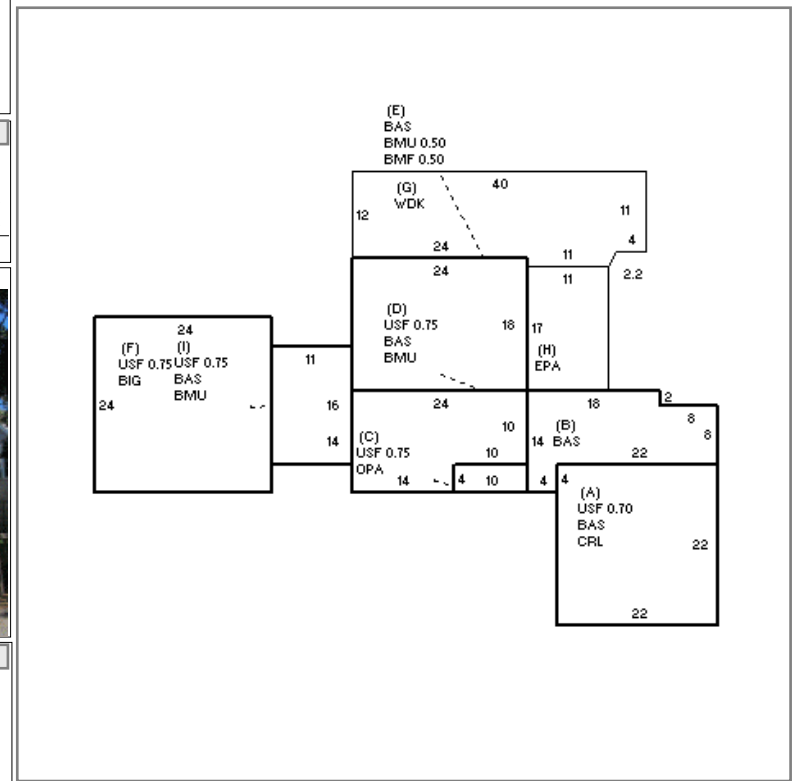 (E)
BAS
BMU 0.50
BMF 0.50
40
(G)
WDK
12
11
24
4
11
24
11
2.2
(D)
USF 0.75
BAS
BMU
18
17
(H)
EPA
24
(F)
USF 0.75
BIG
(I)
USF 0.75
BAS
BMU
24
11
16
14
24
10
18
2
8
8
(C)
USF 0.75
OPA
10
14
(B)
BAS
22
14
4
10
4
4
(A)
USF 0.70
BAS
CRL
22
22